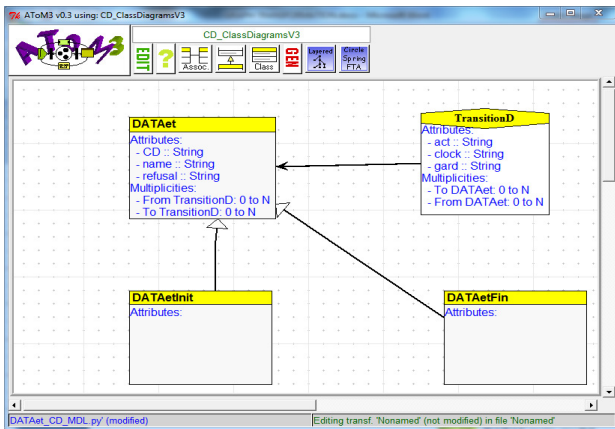 AToM3 v0.3 using: CD_ClassDiagramsV3
CD_ClassDiagramsV3
EDIT
?
Assoc.
Class
GEN
Layered
Circle
Spring
FTA
DATAet
Attributes:
- CD :: String
- name :: String
- refusal :: String
Multiplicities:
- From TransitionD: 0 to N
- To TransitionD: 0 to N
TransitionD
Attributes:
- act :: String
- clock :: String
- gard :: String
Multiplicities:
- To DATAet: 0 to N
- From DATAet: 0 to N
DATAetInit
Attributes:
DATAetFin
Attributes:
DATAet_CD_MDL.py' (modified)
Editing transf. 'Nonamed' (not modified) in file 'Nonamed'